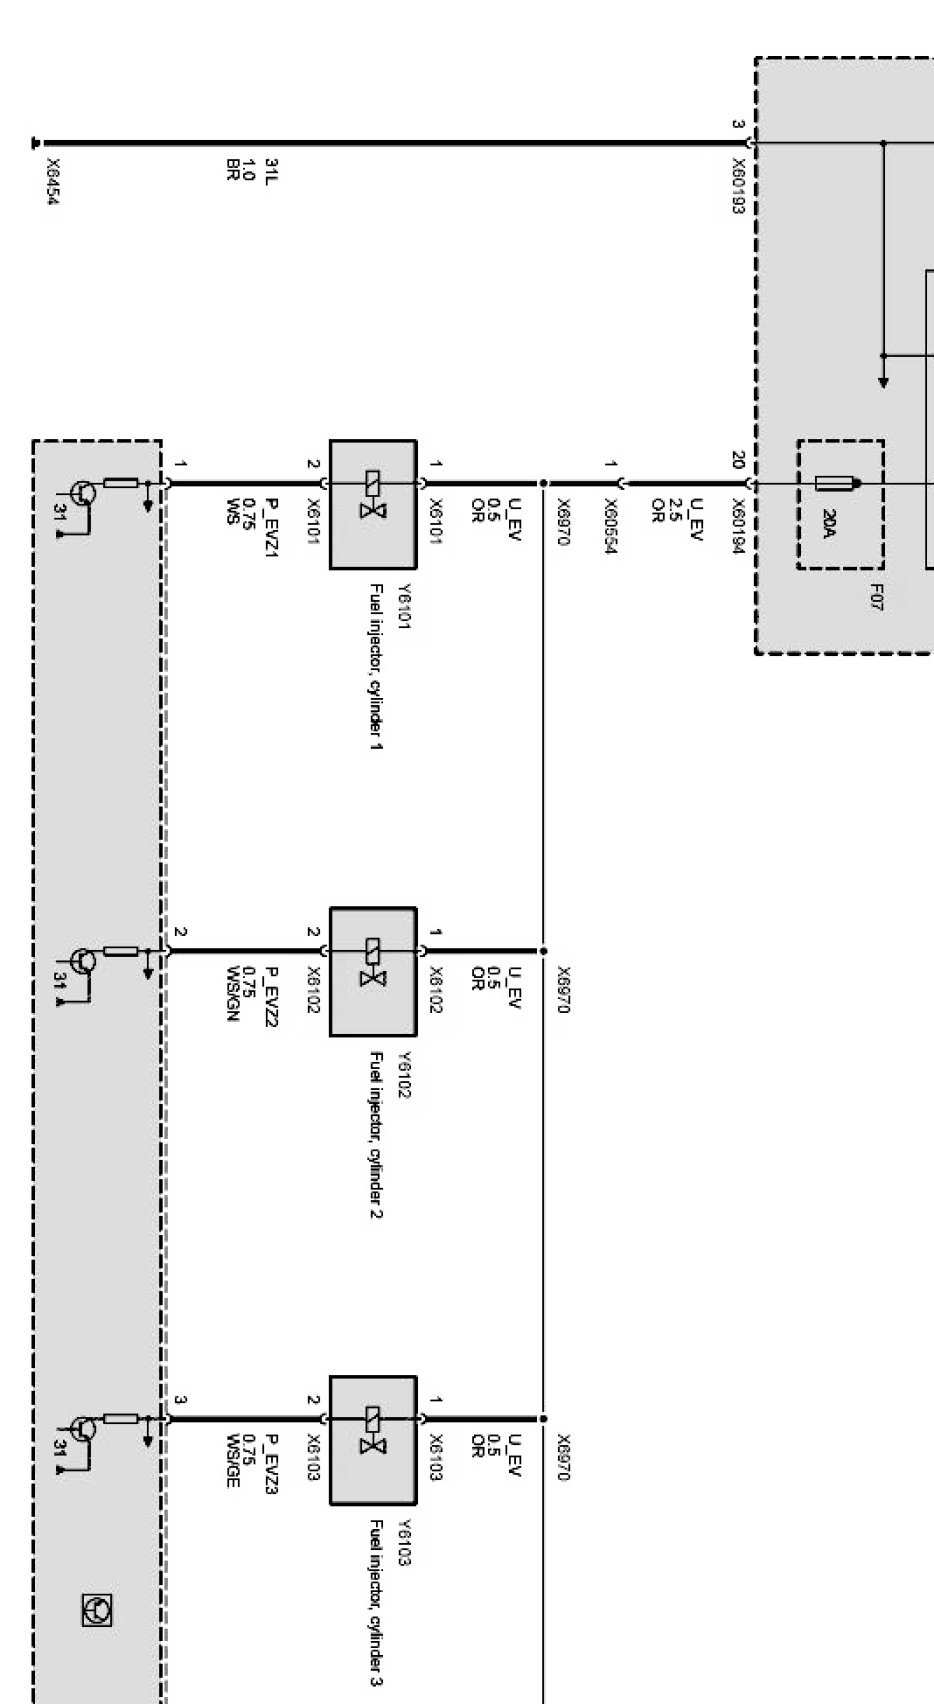 3
X60193
31L
1.0
BR
X6454
F07
20A
20
X60194
U_EV
2.5
OR
1
X60554
X6970
U_EV
0.5
OR
1
X6101
Y6101
Fuel injector, cylinder 1
2
X6101
P_EVZ1
0.75
WS
1
31
X6970
U_EV
0.5
OR
1
X6102
Y6102
Fuel injector, cylinder 2
2
X6102
P_EVZ2
0.75
WS/GN
2
31
X6970
U_EV
0.5
OR
1
X6103
Y6103
Fuel injector, cylinder 3
2
X6103
P_EVZ3
0.75
WS/GE
3
31